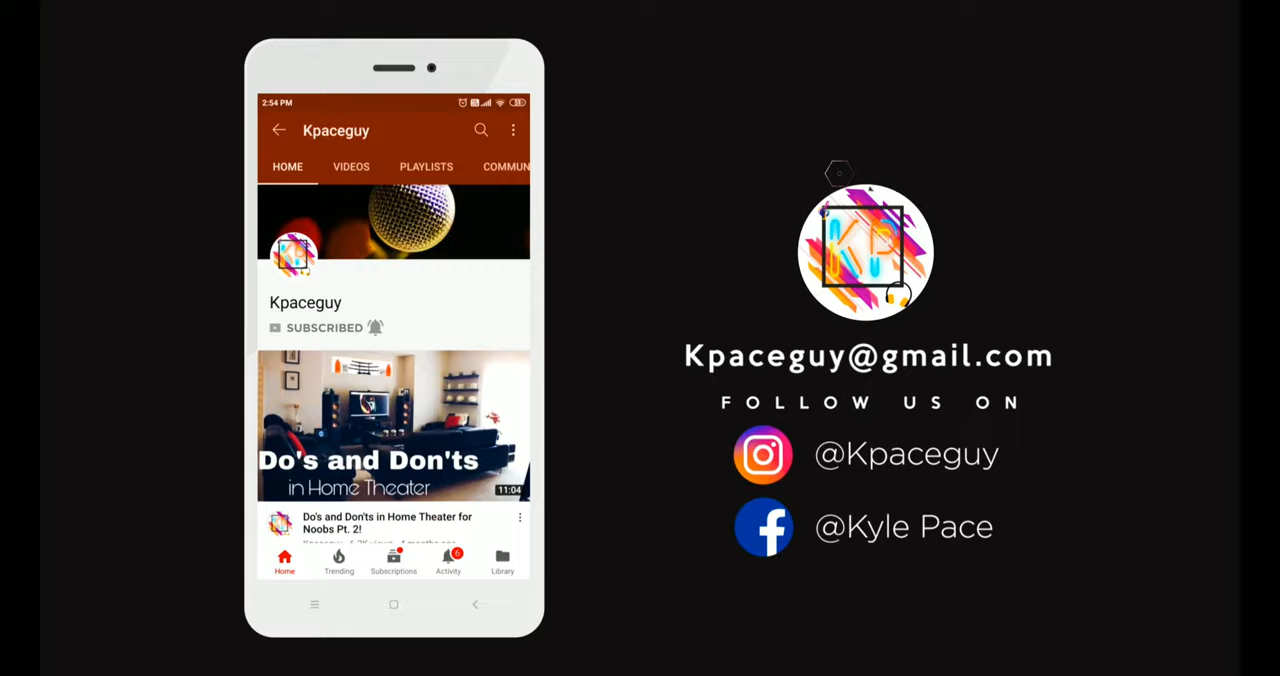 2:54 PM
Kpaceguy
HOME VIDEOS PLAYLISTS COMMUN
Kpaceguy
SUBSCRIBED
Do's and Don'ts
in Home Theater
11:04
Do's and Don'ts in Home Theater for
Noobs Pt. 2!
6
Home Trending Subscriptions Activity Library
KP
Kpaceguy@gmail.com
FOLLOW US ON
@Kpaceguy
@Kyle Pace